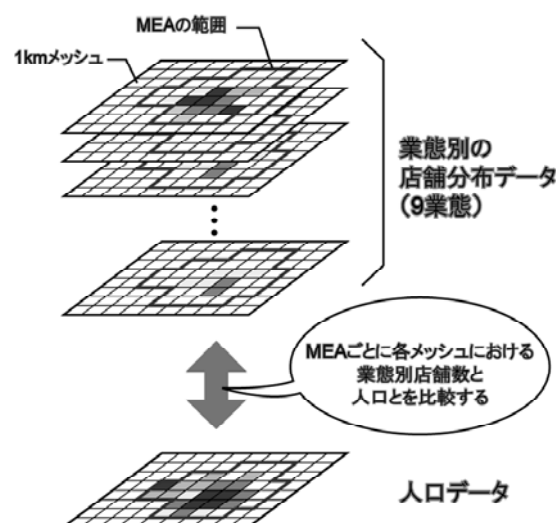 MEAの範囲
1kmメッシュ
業態別の
店舗分布データ
（9業態）
MEAごとに各メッシュにおける
業態別店舗数と
人口とを比較する
人口データ